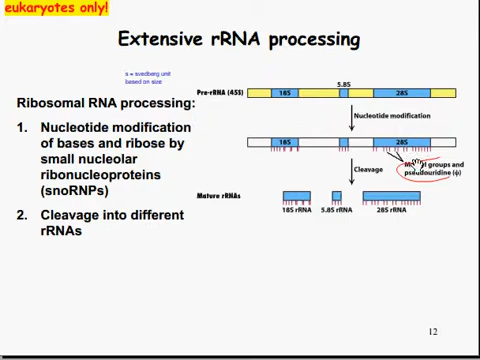 eukaryotes only!
Extensive rRNA processing
s = svedberg unit
based on size
Ribosomal RNA processing:
1. Nucleotide modification
of bases and ribose by
small nucleolar
ribonucleoproteins
(snoRNPs)
2. Cleavage into different
rRNAs
Pre-rRNA (45S)
18S
5.8S
28S
Nucleotide modification
18S
28S
groups and
pseudouridine (ϕ)
Cleavage
Mature rRNAs
18S rRNA
5.8S rRNA
28S rRNA
12